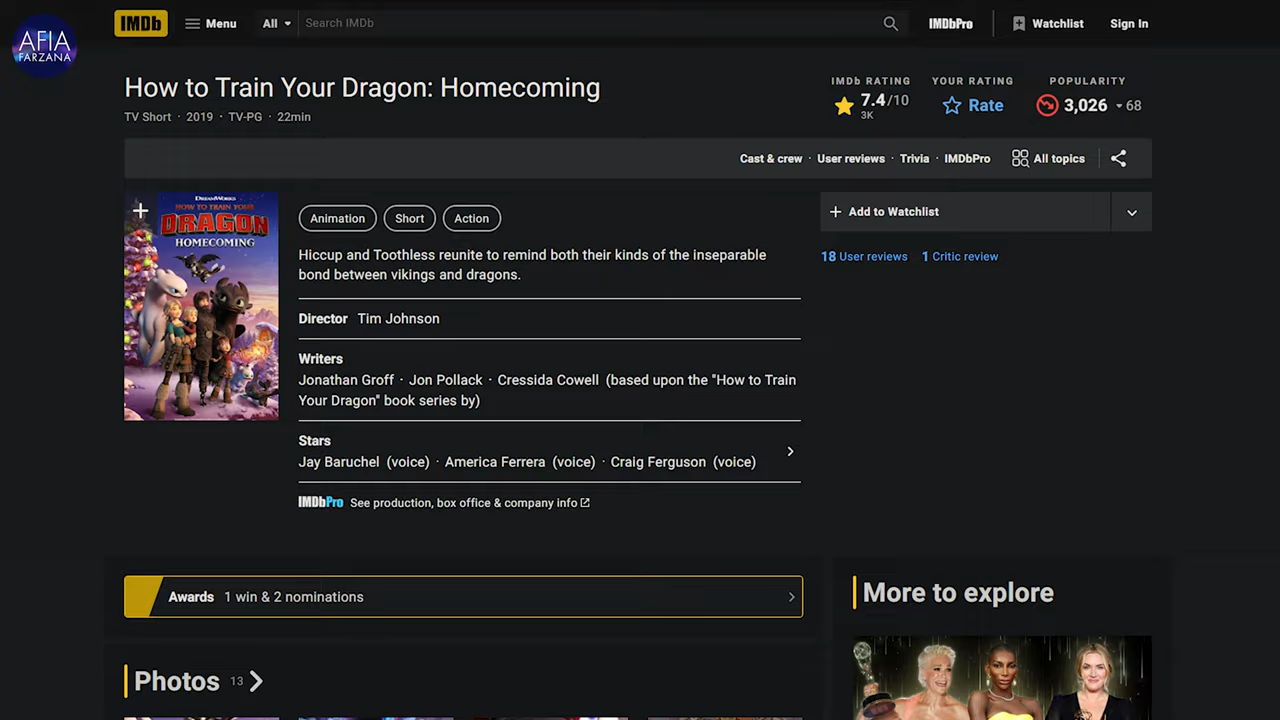 AFIA
FARZANA
IMDb Menu All Search IMDb IMDbPro Watchlist Sign In
How to Train Your Dragon: Homecoming
TV Short · 2019 · TV-PG · 22min
IMDb RATING YOUR RATING POPULARITY
7.4/10 Rate 3,026 68
3K
Cast & crew · User reviews · Trivia · IMDbPro All topics
DREAMWORKS
HOW TO TRAIN YOUR
DRAGON
HOMECOMING
Animation Short Action
Hiccup and Toothless reunite to remind both their kinds of the inseparable
bond between vikings and dragons.
Director Tim Johnson
Writers
Jonathan Groff · Jon Pollack · Cressida Cowell (based upon the "How to Train
Your Dragon" book series by)
Stars
Jay Baruchel (voice) · America Ferrera (voice) · Craig Ferguson (voice)
IMDbPro See production, box office & company info
+ Add to Watchlist
18 User reviews 1 Critic review
Awards 1 win & 2 nominations
Photos 13
More to explore